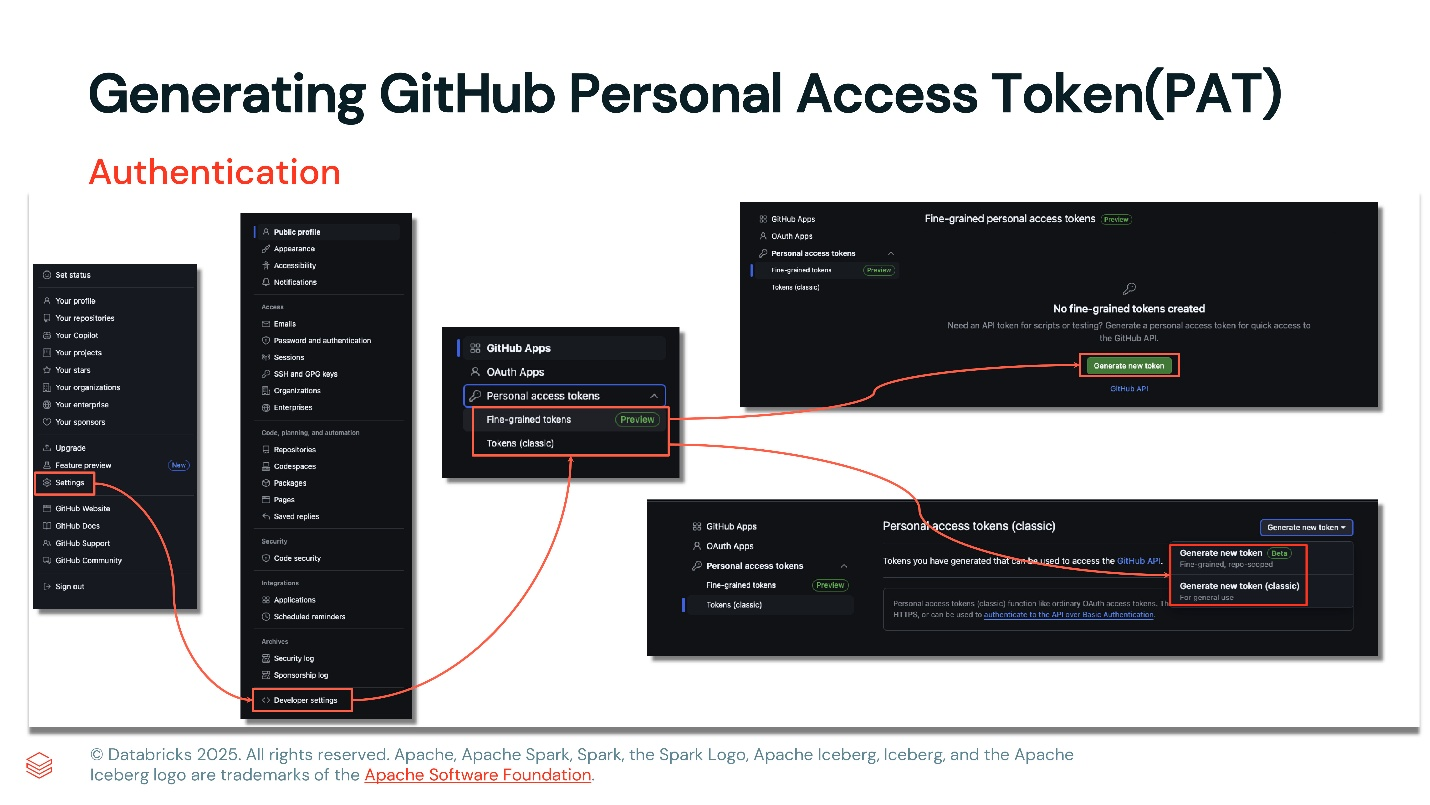 Generating GitHub Personal Access Token(PAT)
Authentication
Set status
Your profile
Your repositories
Your Copilot
Your projects
Your stars
Your organizations
Your enterprise
Your sponsors
Upgrade
Feature preview New
Settings
GitHub Website
GitHub Docs
GitHub Support
GitHub Community
Sign out
Public profile
Appearance
Accessibility
Notifications
Access
Emails
Password and authentication
Sessions
SSH and GPG keys
Organizations
Enterprises
Code, planning, and automation
Repositories
Codespaces
Packages
Pages
Saved replies
Security
Code security
Integrations
Applications
Scheduled reminders
Archives
Security log
Sponsorship log
Developer settings
GitHub Apps
OAuth Apps
Personal access tokens
Fine-grained tokens Preview
Tokens (classic)
GitHub Apps
OAuth Apps
Personal access tokens
Fine-grained tokens Preview
Tokens (classic)
Fine-grained personal access tokens Preview
No fine-grained tokens created
Need an API token for scripts or testing? Generate a personal access token for quick access to
the GitHub API.
Generate new token
GitHub API
GitHub Apps
OAuth Apps
Personal access tokens
Fine-grained tokens Preview
Tokens (classic)
Personal access tokens (classic)
Generate new token
Tokens you have generated that can be used to access the GitHub API.
Generate new token Beta
Fine-grained, repo-scoped
Generate new token (classic)
For general use
Personal access tokens (classic) function like ordinary OAuth access tokens.
HTTPS, or can be used to authenticate to the API over Basic Authentication.
© Databricks 2025. All rights reserved. Apache, Apache Spark, Spark, the Spark Logo, Apache Iceberg, Iceberg, and the Apache
Iceberg logo are trademarks of the Apache Software Foundation.